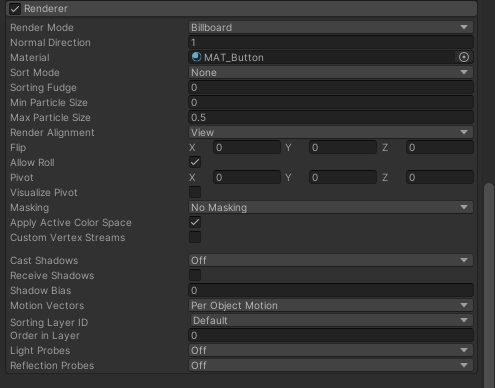 Renderer
Render Mode Billboard
Normal Direction 1
Material MAT_Button
Sort Mode None
Sorting Fudge 0
Min Particle Size 0
Max Particle Size 0.5
Render Alignment View
Flip X 0 Y 0 Z 0
Allow Roll
Pivot X 0 Y 0 Z 0
Visualize Pivot
Masking No Masking
Apply Active Color Space
Custom Vertex Streams
Cast Shadows Off
Receive Shadows
Shadow Bias 0
Motion Vectors Per Object Motion
Sorting Layer ID Default
Order in Layer 0
Light Probes Off
Reflection Probes Off